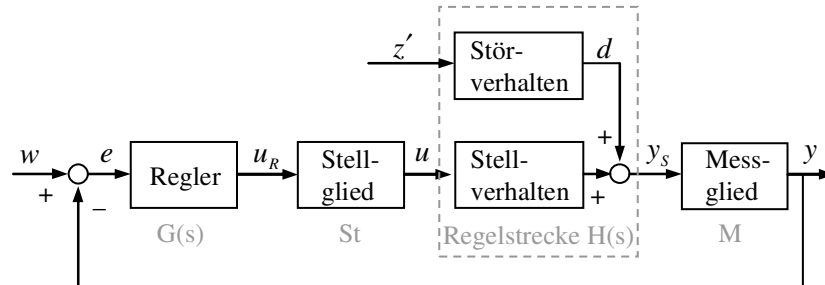 z′
Stör-
verhalten
d
+
w
+
−
e
Regler
u_R
Stell-
glied
u
Stell-
verhalten
+
y_S
Mess-
glied
y
G(s)
St
Regelstrecke H(s)
M